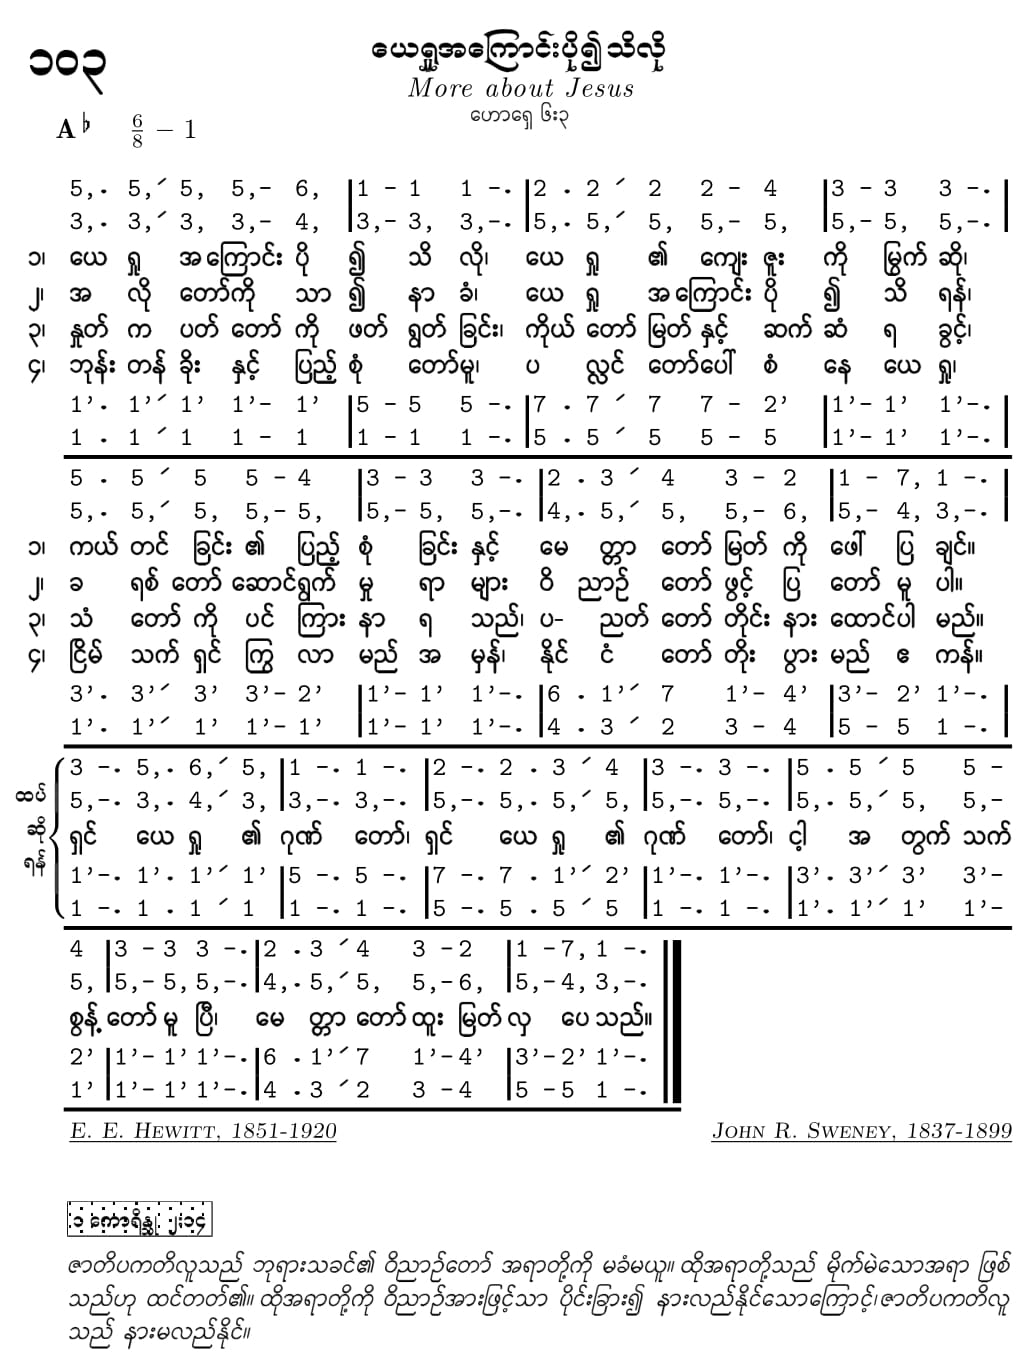 ၁၀၃
ယေရှုအကြောင်းပို၍သိလို
More about Jesus
ဟောရှေ ၆း၃
A♭ 6/8 – 1
5,. 5,ˊ 5, 5,– 6, |1 – 1 1 –. |2 . 2 ˊ 2 2 – 4 |3 – 3 3 –. |
3,. 3,ˊ 3, 3,– 4, |3,– 3, 3,–. |5,. 5,ˊ 5, 5,– 5, |5,– 5, 5,–. |
၁၊ ယေ ရှု အကြောင်း ပို ၍ သိ လို၊ ယေ ရှု ၏ ကျေး ဇူး ကို မြွက် ဆို၊
၂၊ အ လို တော်ကို သာ ၍ နာ ခံ၊ ယေ ရှု အကြောင်း ပို ၍ သိ ရန်၊
၃၊ နှုတ် က ပတ် တော် ကို ဖတ် ရွတ် ခြင်း၊ ကိုယ် တော် မြတ် နှင့် ဆက် ဆံ ရ ခွင့်၊
၄၊ ဘုန်း တန် ခိုး နှင့် ပြည့် စုံ တော်မူ၊ ပ လ္လင် တော်ပေါ် စံ နေ ယေ ရှု၊
1’. 1’ˊ 1’ 1’– 1’ |5 – 5 5 –. |7 . 7 ˊ 7 7 – 2’ |1’– 1’ 1’–. |
1 . 1 ˊ 1 1 – 1 |1 – 1 1 –. |5 . 5 ˊ 5 5 – 5 |1’– 1’ 1’–. |
5 . 5 ˊ 5 5 – 4 |3 – 3 3 –. |2 . 3 ˊ 4 3 – 2 |1 – 7, 1 –. |
5,. 5,ˊ 5, 5,– 5, |5,– 5, 5,–. |4,. 5,ˊ 5, 5,– 6, |5,– 4, 3,–. |
၁၊ ကယ် တင် ခြင်း ၏ ပြည့် စုံ ခြင်း နှင့် မေ တ္တာ တော် မြတ် ကို ဖေါ် ပြ ချင်။
၂၊ ခ ရစ် တော် ဆောင်ရွက် မှု ရာ များ ဝိ ညာဉ် တော် ဖွင့် ပြ တော် မူ ပါ။
၃၊ သံ တော် ကို ပင် ကြား နာ ရ သည်၊ ပ- ညတ် တော် တိုင်း နား ထောင်ပါ မည်။
၄၊ ငြိမ် သက် ရှင် ကြွ လာ မည် အ မှန်၊ နိုင် ငံ တော် တိုး ပွား မည် ဧ ကန်။
3’. 3’ˊ 3’ 3’– 2’ |1’– 1’ 1’–. |6 . 1’ˊ 7 1’– 4’ |3’– 2’ 1’–. |
1’. 1’ˊ 1’ 1’– 1’ |1’– 1’ 1’–. |4 . 3 ˊ 2 3 – 4 |5 – 5 1 –. |
ထပ်ဆိုရန်
3 –. 5,. 6,ˊ 5, |1 –. 1 –. |2 –. 2 . 3 ˊ 4 |3 –. 3 –. |5 . 5 ˊ 5 5 –
5,–. 3,. 4,ˊ 3, |3,–. 3,–. |5,–. 5,. 5,ˊ 5, |5,–. 5,–. |5,. 5,ˊ 5, 5,–
ရှင် ယေ ရှု ၏ ဂုဏ် တော်၊ ရှင် ယေ ရှု ၏ ဂုဏ် တော်၊ ငါ့ အ တွက် သက်
1’–. 1’. 1’ˊ 1’ |5 –. 5 –. |7 –. 7 . 1’ˊ 2’ |1’–. 1’–. |3’. 3’ˊ 3’ 3’–
1 –. 1 . 1 ˊ 1 |1 –. 1 –. |5 –. 5 . 5 ˊ 5 |1 –. 1 –. |1’. 1’ˊ 1’ 1’–
4 |3 – 3 3 –. |2 . 3 ˊ 4 3 – 2 |1 – 7, 1 –.
5, |5,– 5, 5,–. |4,. 5,ˊ 5, 5,– 6, |5,– 4, 3,–.
စွန့် တော် မူ ပြီ၊ မေ တ္တာ တော် ထူး မြတ် လှ ပေ သည်။
2’ |1’– 1’ 1’–. |6 . 1’ˊ 7 1’– 4’ |3’– 2’ 1’–.
1’ |1’– 1’ 1’–. |4 . 3 ˊ 2 3 – 4 |5 – 5 1 –.
E. E. HEWITT, 1851-1920
JOHN R. SWENEY, 1837-1899
၁ ကောရိန္သု ၂း၁၄
ဇာတိပကတိလူသည် ဘုရားသခင်၏ ဝိညာဉ်တော် အရာတို့ကို မခံမယူ။ ထိုအရာတို့သည် မိုက်မဲသောအရာ ဖြစ်
သည်ဟု ထင်တတ်၏။ ထိုအရာတို့ကို ဝိညာဉ်အားဖြင့်သာ ပိုင်းခြား၍ နားလည်နိုင်သောကြောင့်၊ ဇာတိပကတိလူ
သည် နားမလည်နိုင်။